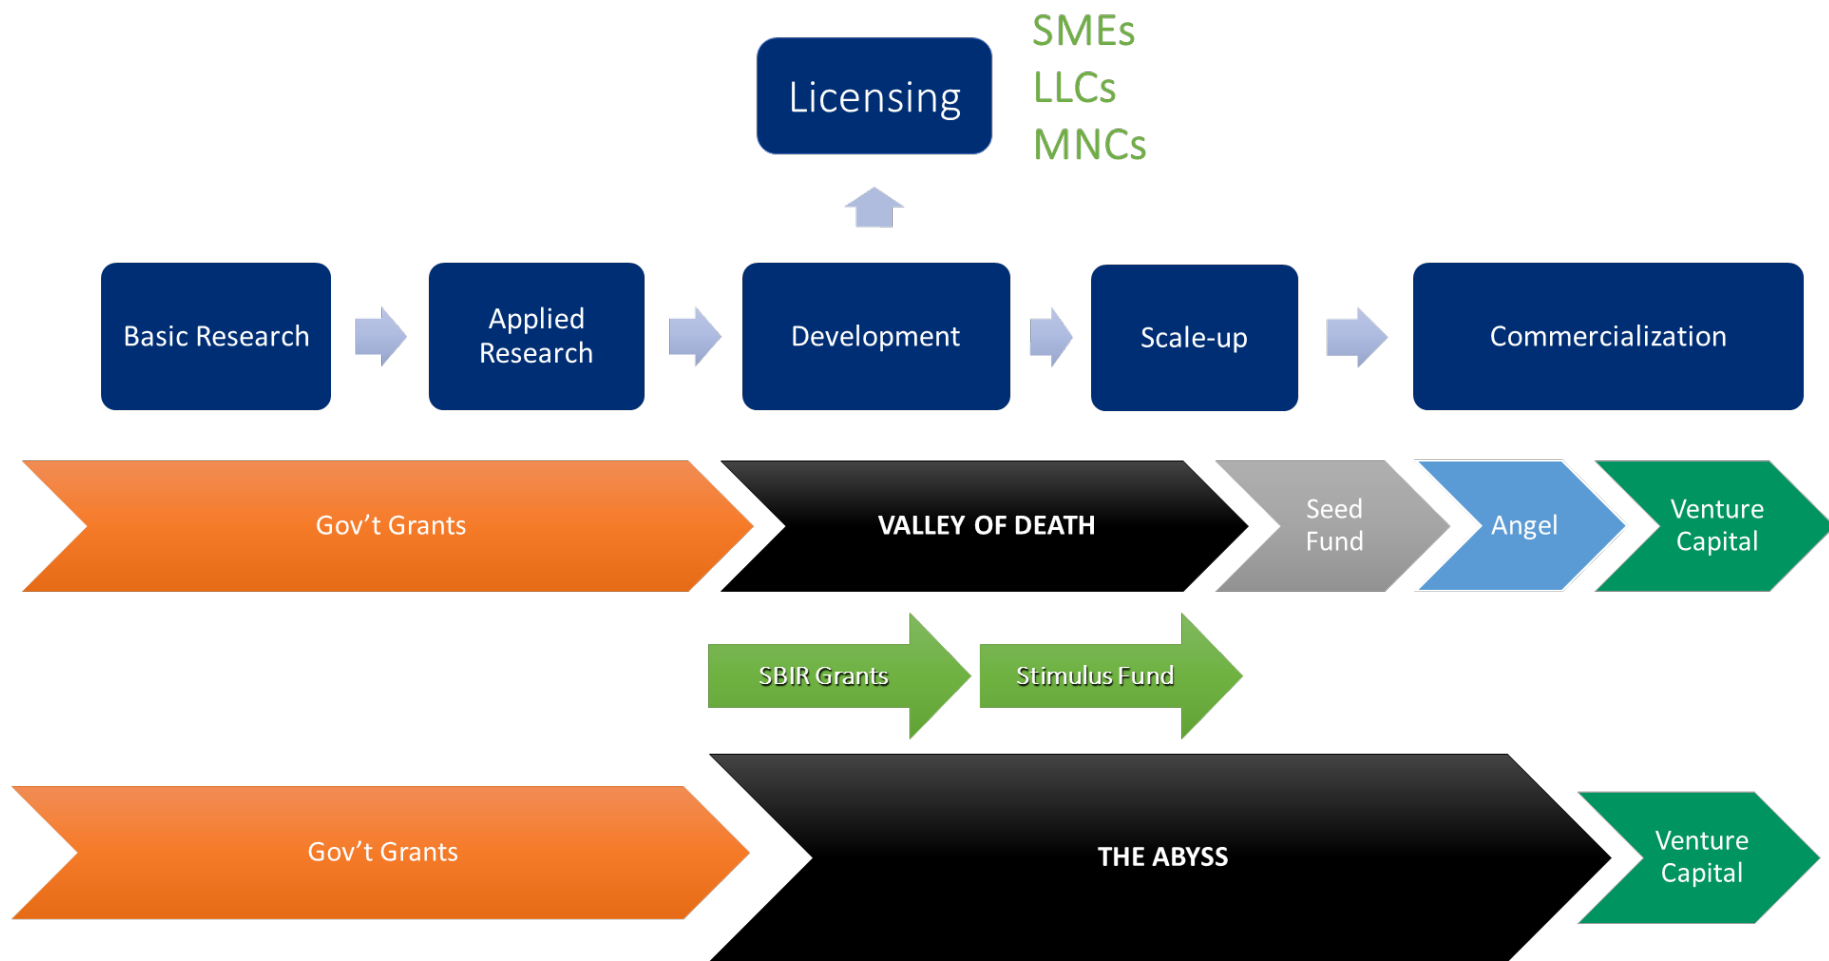 SMEs
LLCs
MNCs
Licensing
Basic Research
Applied
Research
Development
Scale-up
Commercialization
Gov’t Grants
VALLEY OF DEATH
Seed
Fund
Angel
Venture
Capital
SBIR Grants
Stimulus Fund
Gov’t Grants
THE ABYSS
Venture
Capital